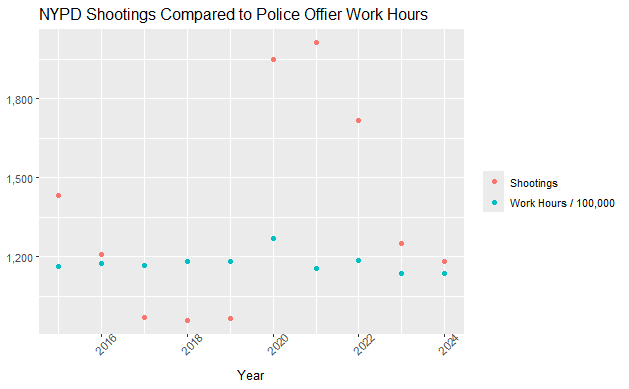 NYPD Shootings Compared to Police Offier Work Hours
1,800
1,500
1,200
Shootings
Work Hours / 100,000
2016
2018
2020
2022
2024
Year